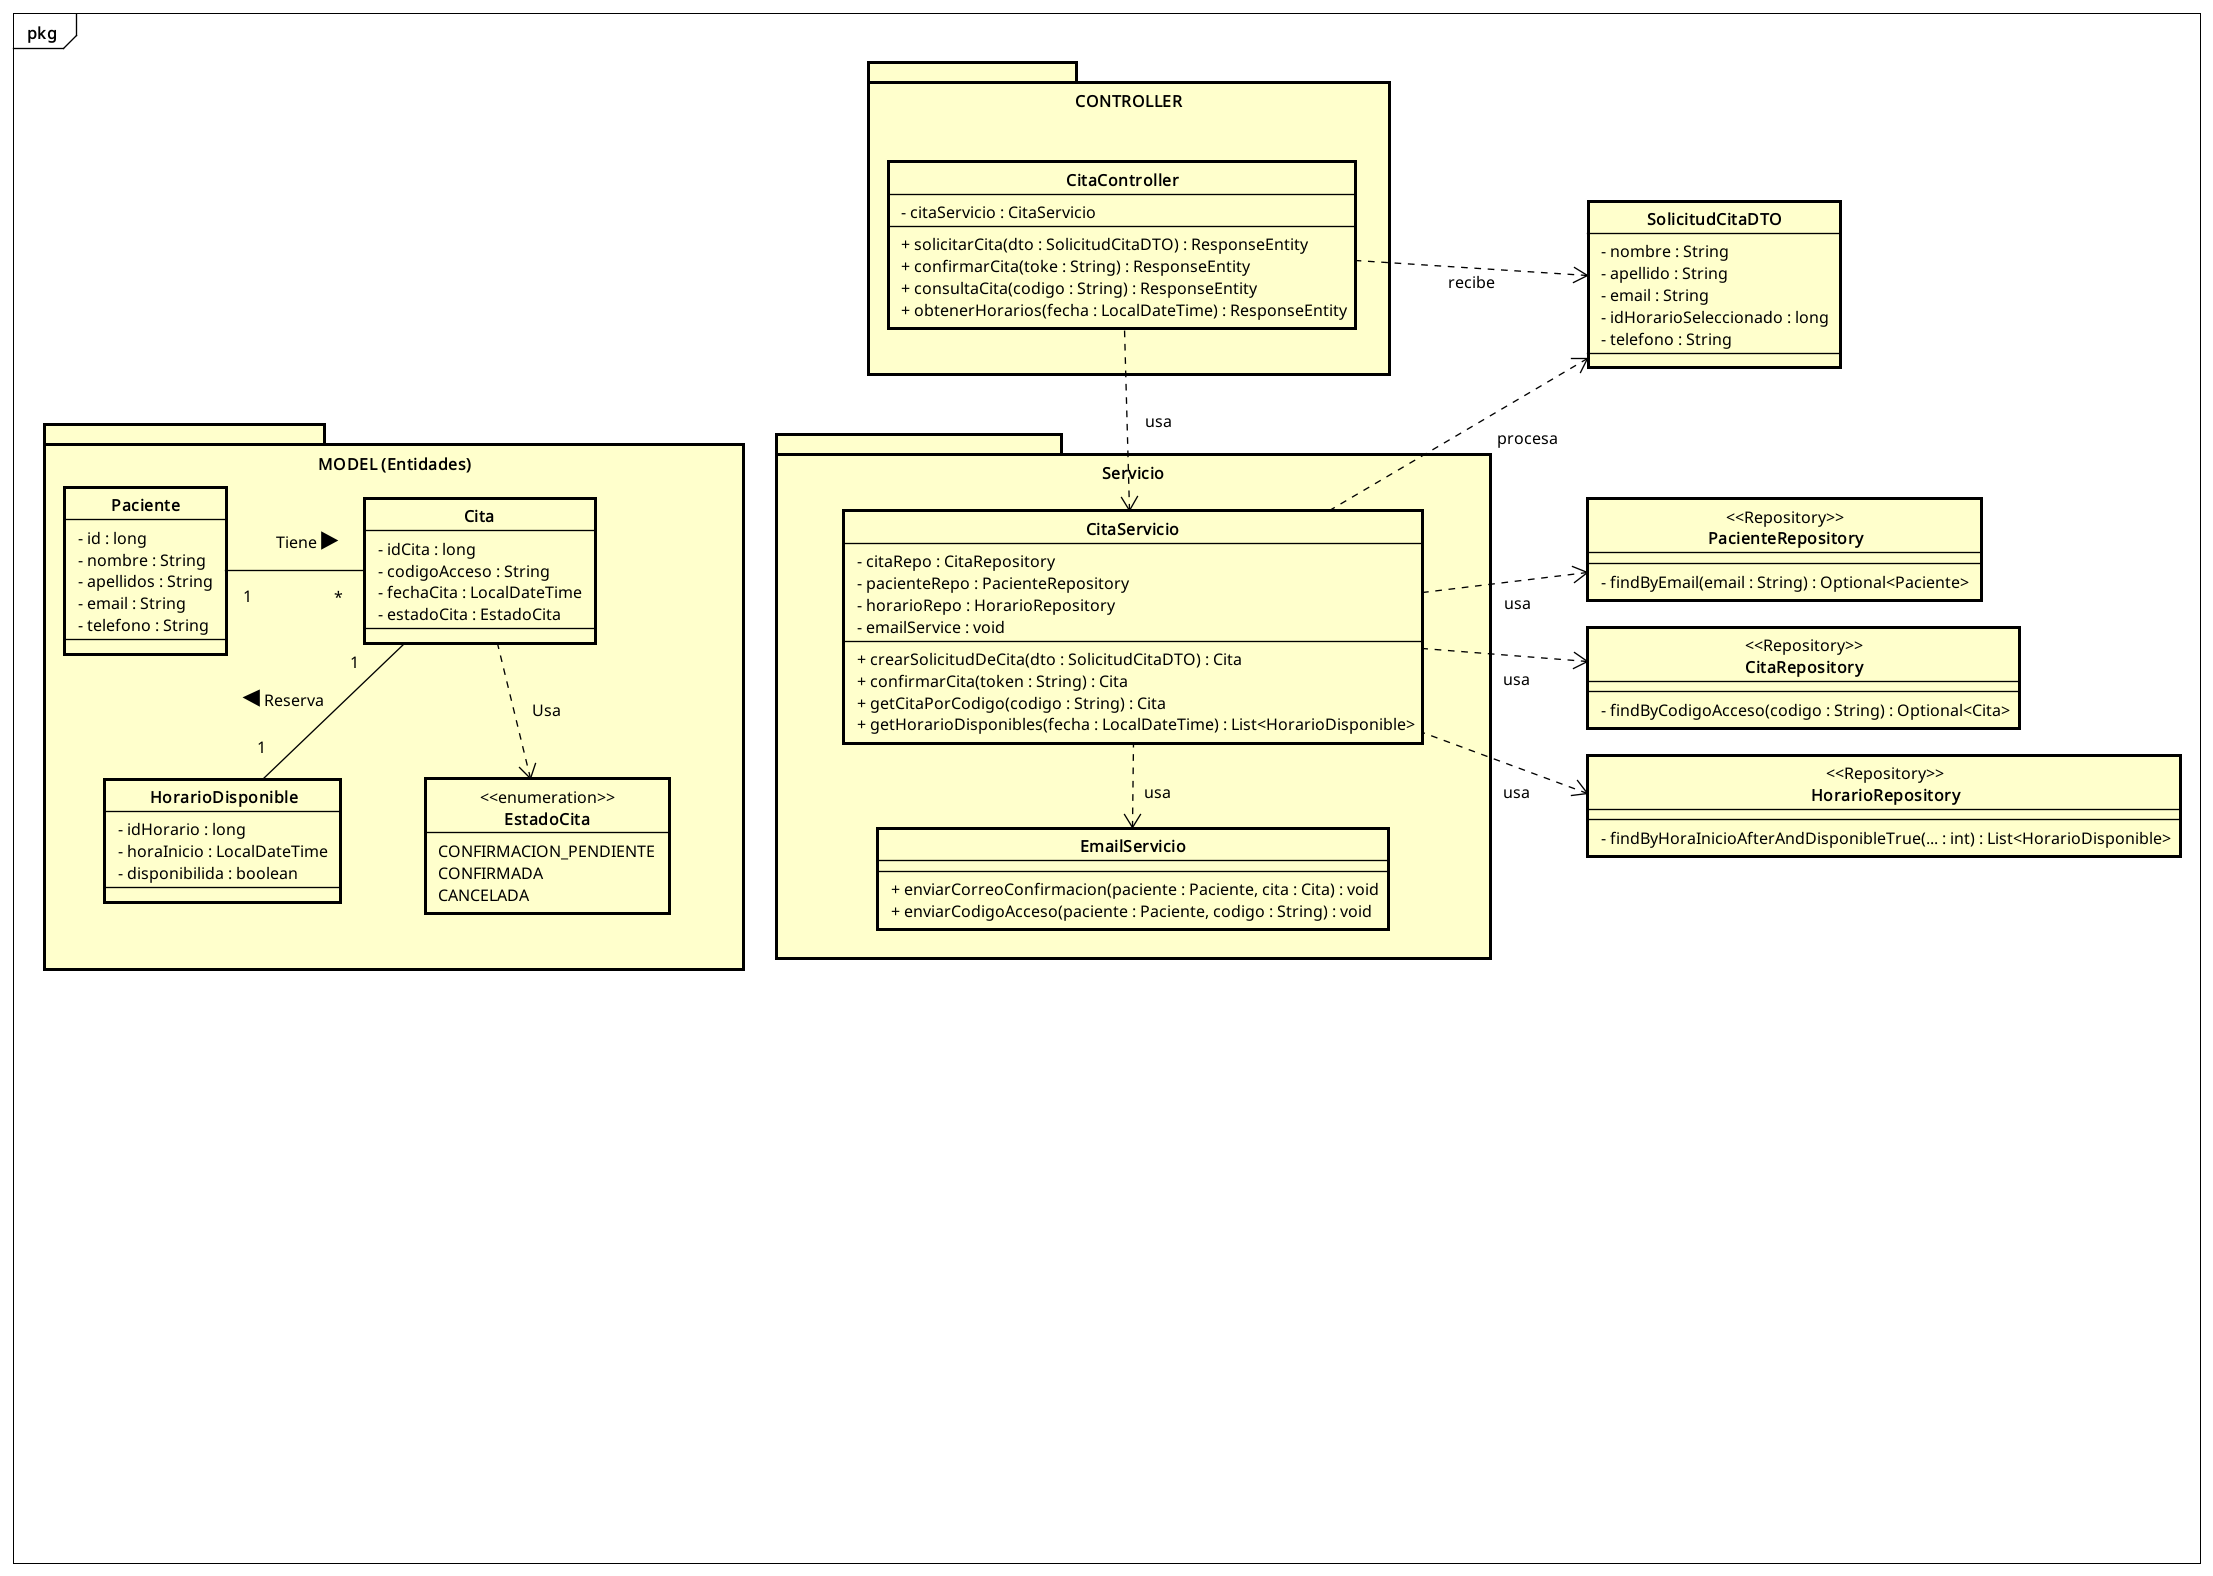 pkg
CONTROLLER
CitaController
- citaServicio : CitaServicio
+ solicitarCita(dto : SolicitudCitaDTO) : ResponseEntity
+ confirmarCita(toke : String) : ResponseEntity
+ consultaCita(codigo : String) : ResponseEntity
+ obtenerHorarios(fecha : LocalDateTime) : ResponseEntity
recibe
SolicitudCitaDTO
- nombre : String
- apellido : String
- email : String
- idHorarioSeleccionado : long
- telefono : String
usa
procesa
MODEL (Entidades)
Paciente
- id : long
- nombre : String
- apellidos : String
- email : String
- telefono : String
Tiene
1
*
Cita
- idCita : long
- codigoAcceso : String
- fechaCita : LocalDateTime
- estadoCita : EstadoCita
1
Reserva
1
Usa
HorarioDisponible
- idHorario : long
- horaInicio : LocalDateTime
- disponibilida : boolean
<<enumeration>>
EstadoCita
CONFIRMACION_PENDIENTE
CONFIRMADA
CANCELADA
Servicio
CitaServicio
- citaRepo : CitaRepository
- pacienteRepo : PacienteRepository
- horarioRepo : HorarioRepository
- emailService : void
+ crearSolicitudDeCita(dto : SolicitudCitaDTO) : Cita
+ confirmarCita(token : String) : Cita
+ getCitaPorCodigo(codigo : String) : Cita
+ getHorarioDisponibles(fecha : LocalDateTime) : List<HorarioDisponible>
usa
EmailServicio
+ enviarCorreoConfirmacion(paciente : Paciente, cita : Cita) : void
+ enviarCodigoAcceso(paciente : Paciente, codigo : String) : void
usa
<<Repository>>
PacienteRepository
- findByEmail(email : String) : Optional<Paciente>
usa
<<Repository>>
CitaRepository
- findByCodigoAcceso(codigo : String) : Optional<Cita>
usa
<<Repository>>
HorarioRepository
- findByHoraInicioAfterAndDisponibleTrue(... : int) : List<HorarioDisponible>